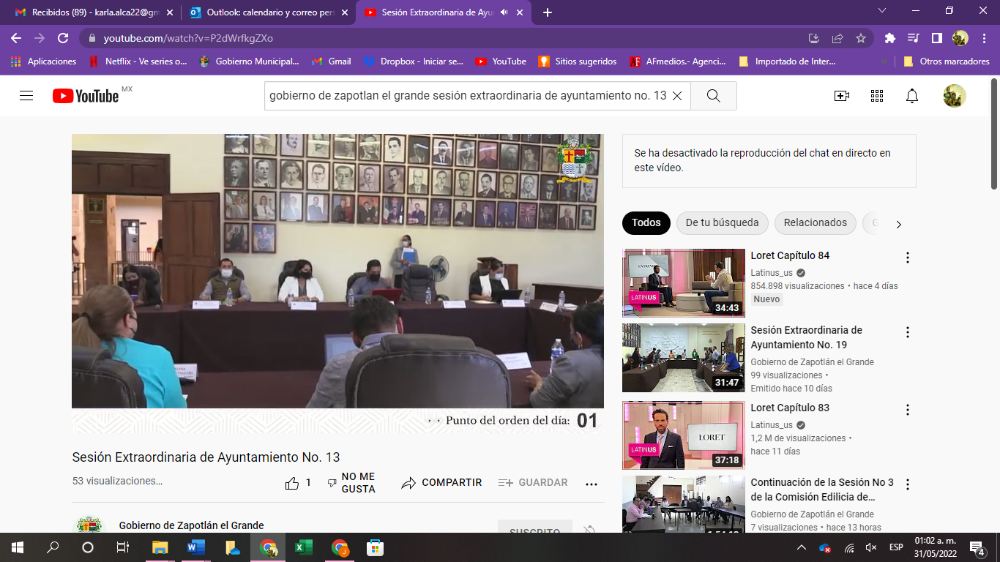 Recibidos (89) - karla.alca22@gm
Outlook: calendario y correo pers
Sesión Extraordinaria de Ayun
youtube.com/watch?v=P2dWrfkgZXo
Aplicaciones
Netflix - Ve series o...
Gobierno Municipal...
Gmail
Dropbox - Iniciar se...
YouTube
Sitios sugeridos
AFmedios.- Agenci...
Importado de Inter...
Otros marcadores
YouTube MX
gobierno de zapotlan el grande sesión extraordinaria de ayuntamiento no. 13
Se ha desactivado la reproducción del chat en directo en
este vídeo.
Todos
De tu búsqueda
Relacionados
G
Punto del orden del día: 01
Sesión Extraordinaria de Ayuntamiento No. 13
53 visualizaciones...
1
NO ME
GUSTA
COMPARTIR
GUARDAR
Gobierno de Zapotlán el Grande
SUSCRITO
LATINUS
34:43
Loret Capítulo 84
Latinus_us
854.898 visualizaciones • hace 4 días
Nuevo
31:47
Sesión Extraordinaria de
Ayuntamiento No. 19
Gobierno de Zapotlán el Grande
99 visualizaciones •
Emitido hace 10 días
LORET
LATINUS
37:18
Loret Capítulo 83
Latinus_us
1,2 M de visualizaciones •
hace 11 días
Continuación de la Sesión No 3
de la Comisión Edilicia de...
Gobierno de Zapotlán el Grande
7 visualizaciones • hace 13 horas
ESP
01:02 a. m.
31/05/2022
4